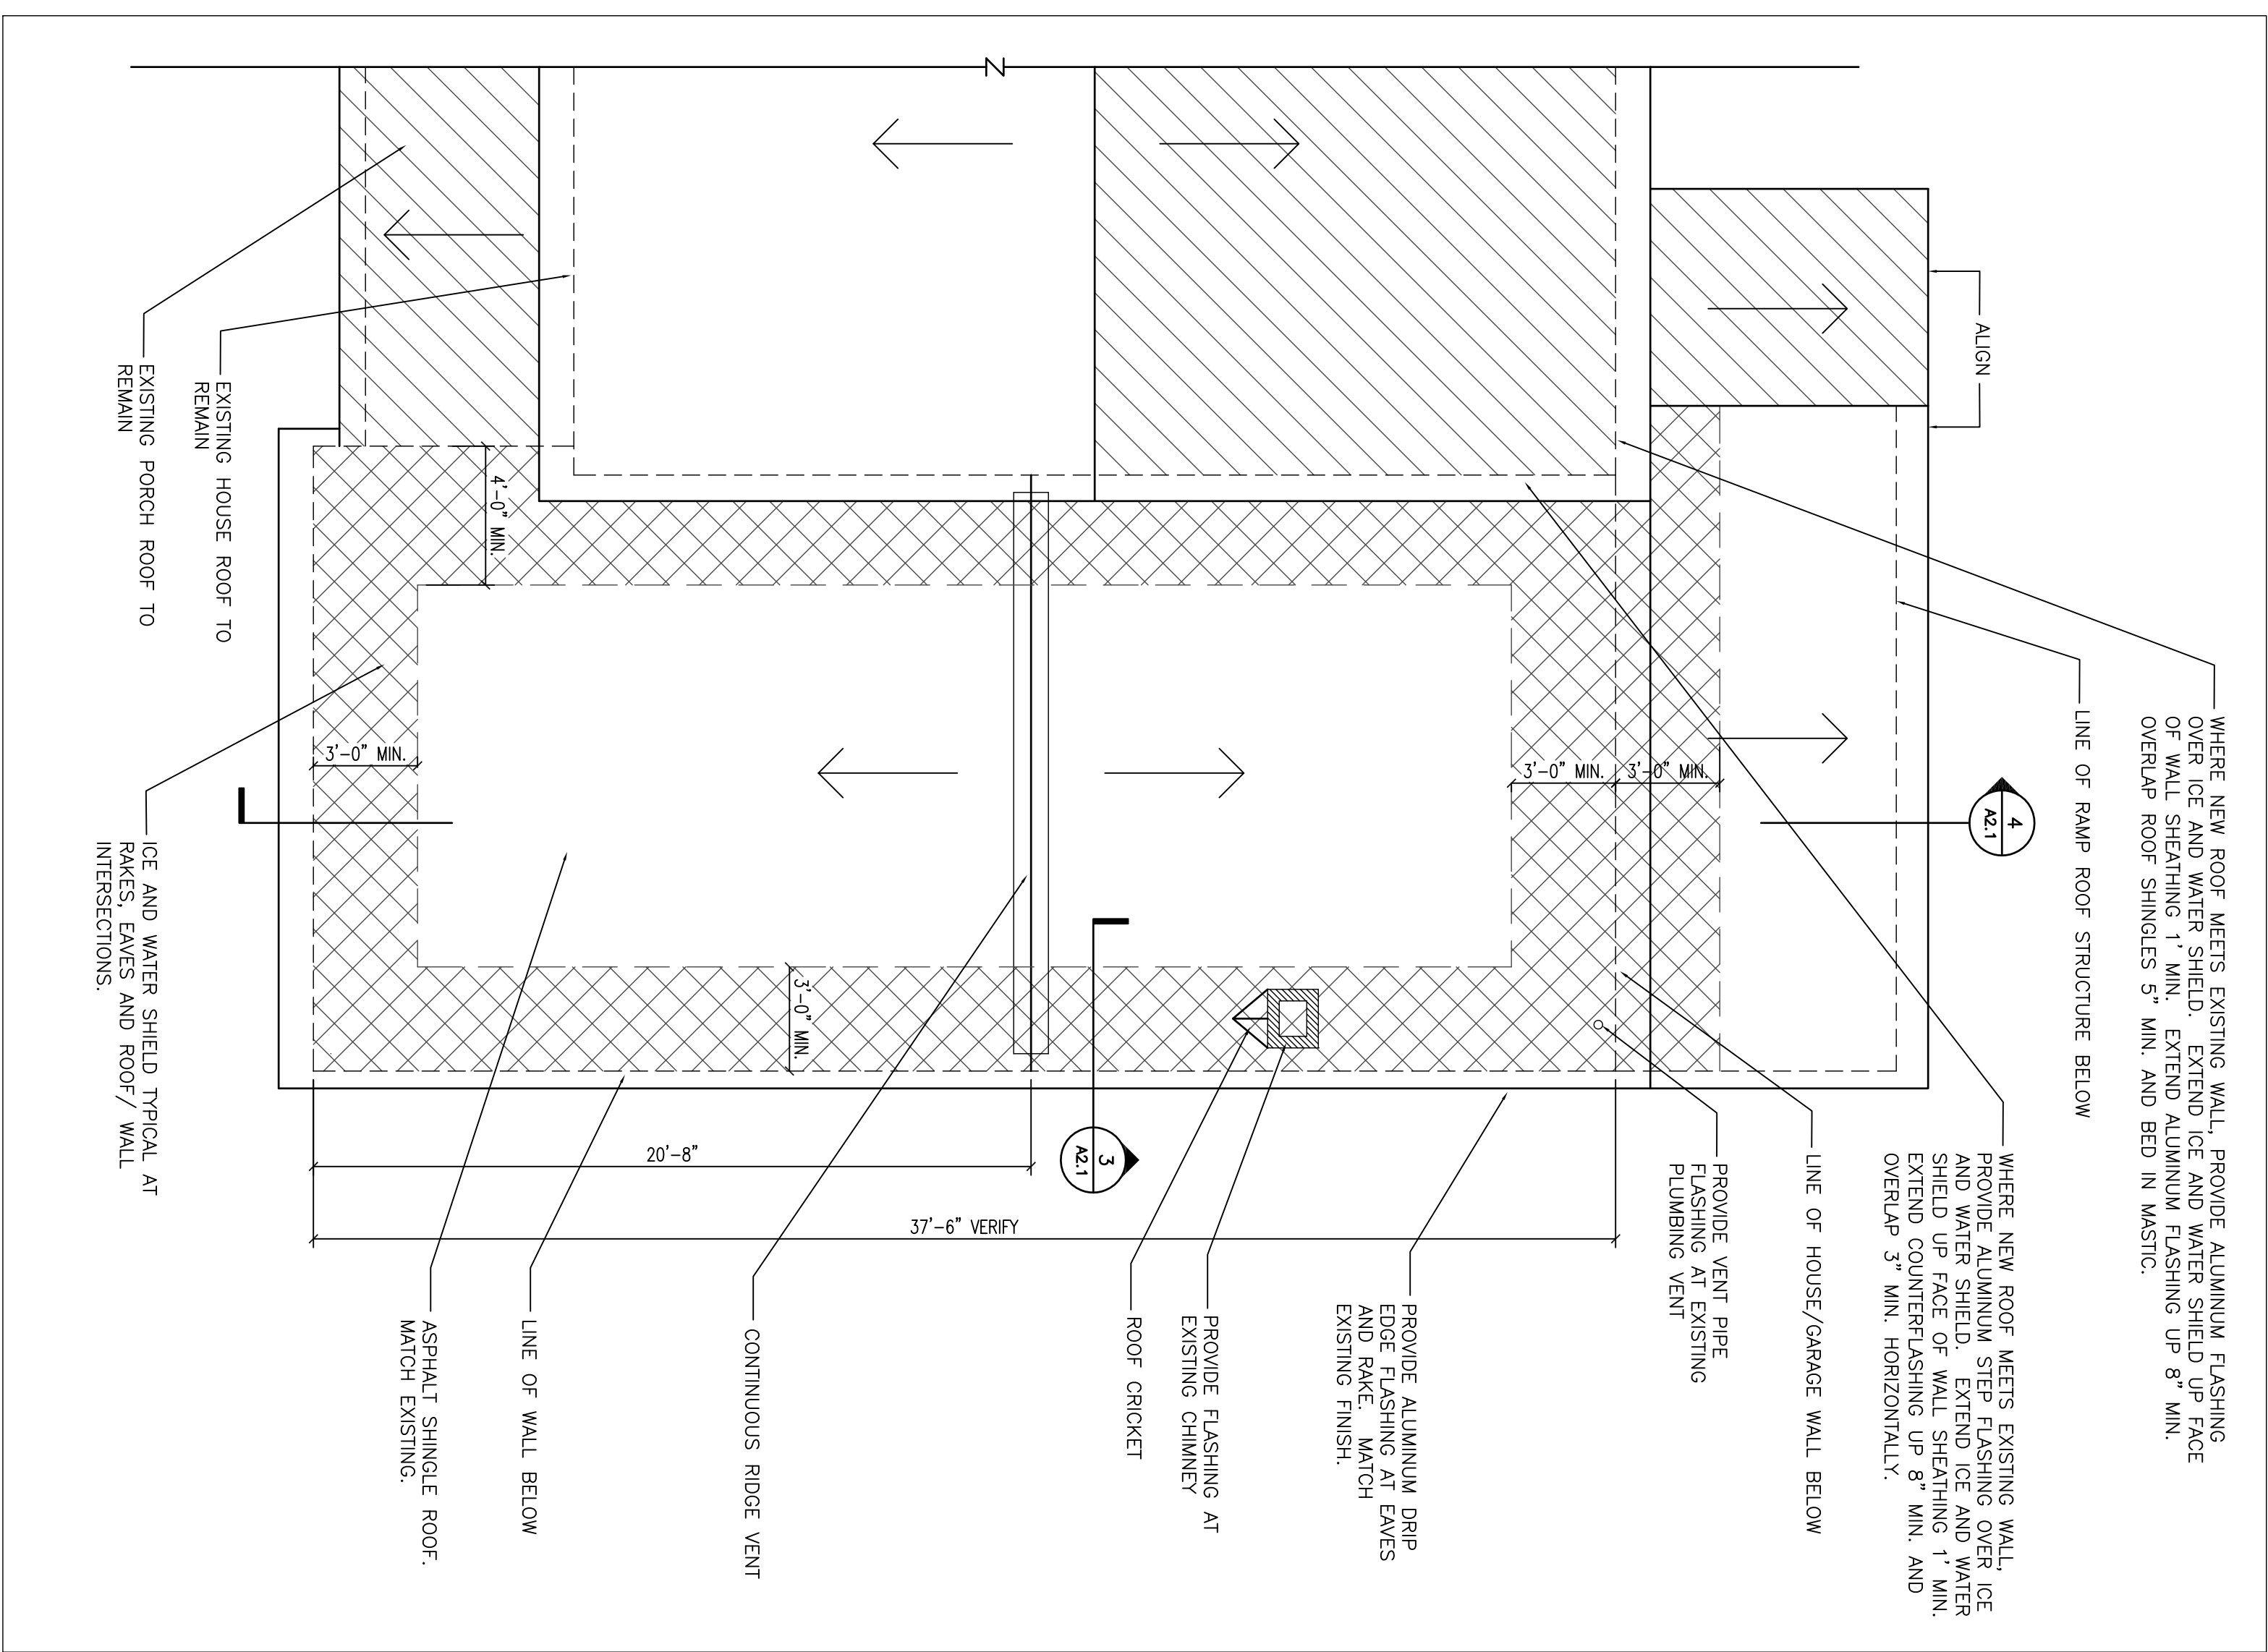 WHERE NEW ROOF MEETS EXISTING WALL, PROVIDE ALUMINUM FLASHING
OVER ICE AND WATER SHIELD.  EXTEND ICE AND WATER SHIELD UP FACE
OF WALL SHEATHING 1' MIN.  EXTEND ALUMINUM FLASHING UP 8" MIN.
OVERLAP ROOF SHINGLES 5" MIN. AND BED IN MASTIC.
LINE OF RAMP ROOF STRUCTURE BELOW
ALIGN
4
A2.1
WHERE NEW ROOF MEETS EXISTING WALL,
PROVIDE ALUMINUM STEP FLASHING OVER ICE
AND WATER SHIELD.  EXTEND ICE AND WATER
SHIELD UP FACE OF WALL SHEATHING 1' MIN.
EXTEND COUNTERFLASHING UP 8" MIN. AND
OVERLAP 3" MIN. HORIZONTALLY.
LINE OF HOUSE/GARAGE WALL BELOW
PROVIDE VENT PIPE
FLASHING AT EXISTING
PLUMBING VENT
PROVIDE ALUMINUM DRIP
EDGE FLASHING AT EAVES
AND RAKE.  MATCH
EXISTING FINISH.
PROVIDE FLASHING AT
EXISTING CHIMNEY
ROOF CRICKET
3
A2.1
CONTINUOUS RIDGE VENT
LINE OF WALL BELOW
ASPHALT SHINGLE ROOF.
MATCH EXISTING.
3'-0" MIN.
3'-0" MIN.
3'-0" MIN.
3'-0" MIN.
4'-0" MIN.
20'-8"
37'-6" VERIFY
EXISTING HOUSE ROOF TO
REMAIN
EXISTING PORCH ROOF TO
REMAIN
ICE AND WATER SHIELD TYPICAL AT
RAKES, EAVES AND ROOF/ WALL
INTERSECTIONS.